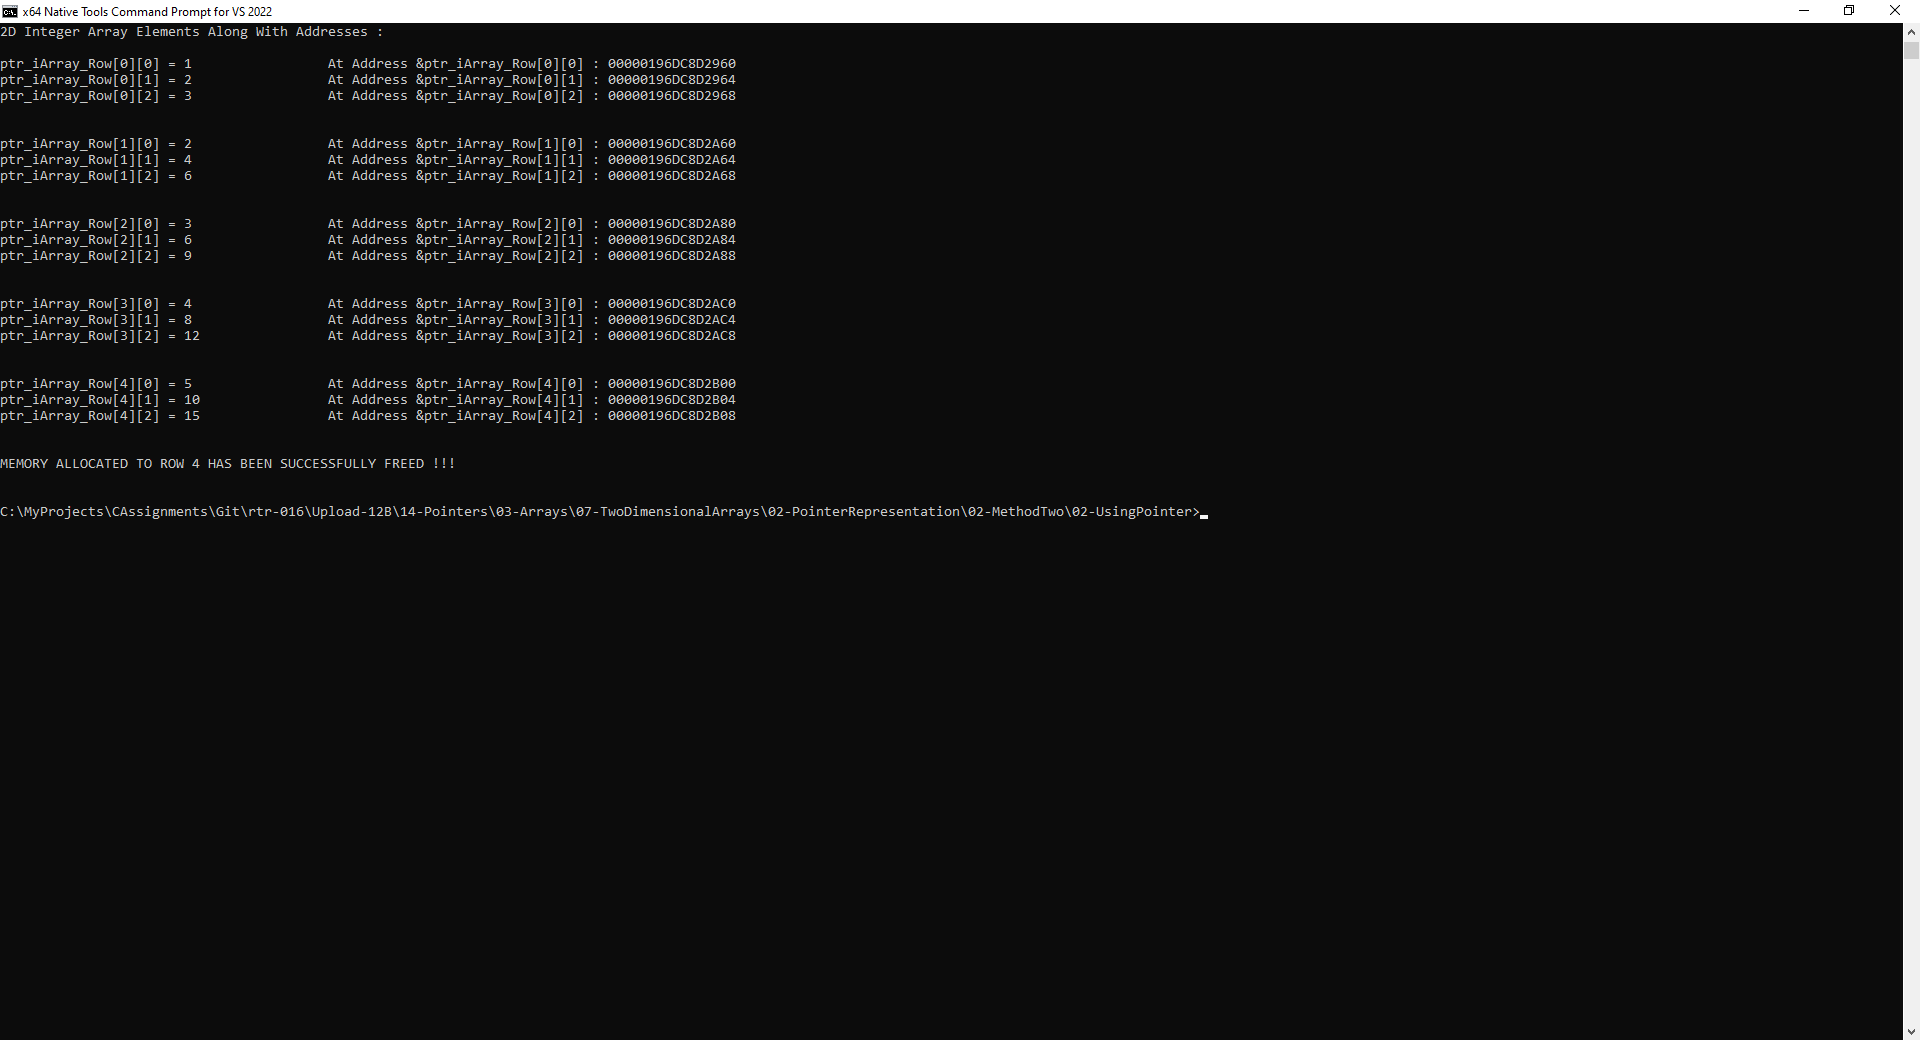 x64 Native Tools Command Prompt for VS 2022
2D Integer Array Elements Along With Addresses :
ptr_iArray_Row[0][0] = 1                 At Address &ptr_iArray_Row[0][0] : 00000196DC8D2960
ptr_iArray_Row[0][1] = 2                 At Address &ptr_iArray_Row[0][1] : 00000196DC8D2964
ptr_iArray_Row[0][2] = 3                 At Address &ptr_iArray_Row[0][2] : 00000196DC8D2968
ptr_iArray_Row[1][0] = 2                 At Address &ptr_iArray_Row[1][0] : 00000196DC8D2A60
ptr_iArray_Row[1][1] = 4                 At Address &ptr_iArray_Row[1][1] : 00000196DC8D2A64
ptr_iArray_Row[1][2] = 6                 At Address &ptr_iArray_Row[1][2] : 00000196DC8D2A68
ptr_iArray_Row[2][0] = 3                 At Address &ptr_iArray_Row[2][0] : 00000196DC8D2A80
ptr_iArray_Row[2][1] = 6                 At Address &ptr_iArray_Row[2][1] : 00000196DC8D2A84
ptr_iArray_Row[2][2] = 9                 At Address &ptr_iArray_Row[2][2] : 00000196DC8D2A88
ptr_iArray_Row[3][0] = 4                 At Address &ptr_iArray_Row[3][0] : 00000196DC8D2AC0
ptr_iArray_Row[3][1] = 8                 At Address &ptr_iArray_Row[3][1] : 00000196DC8D2AC4
ptr_iArray_Row[3][2] = 12                At Address &ptr_iArray_Row[3][2] : 00000196DC8D2AC8
ptr_iArray_Row[4][0] = 5                 At Address &ptr_iArray_Row[4][0] : 00000196DC8D2B00
ptr_iArray_Row[4][1] = 10                At Address &ptr_iArray_Row[4][1] : 00000196DC8D2B04
ptr_iArray_Row[4][2] = 15                At Address &ptr_iArray_Row[4][2] : 00000196DC8D2B08
MEMORY ALLOCATED TO ROW 4 HAS BEEN SUCCESSFULLY FREED !!!
C:\MyProjects\CAssignments\Git\rtr-016\Upload-12B\14-Pointers\03-Arrays\07-TwoDimensionalArrays\02-PointerRepresentation\02-MethodTwo\02-UsingPointer>